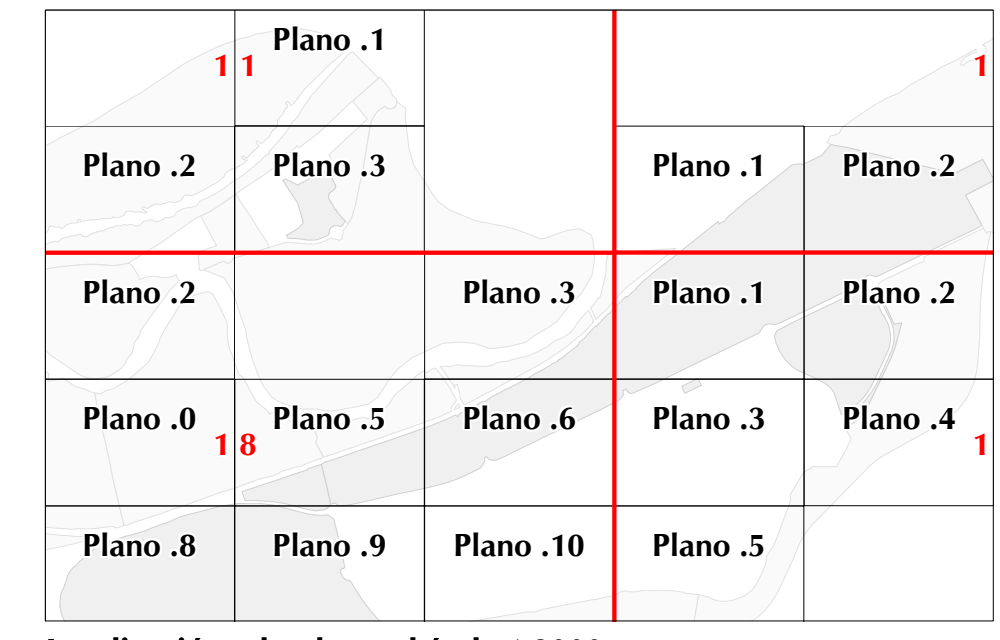 Plano .1
1 1
1
Plano .2 Plano .3 Plano .1 Plano .2
Plano .2 Plano .3 Plano .1 Plano .2
Plano .0 Plano .5 Plano .6 Plano .3 Plano .4
1 8
1
Plano .8 Plano .9 Plano .10 Plano .5